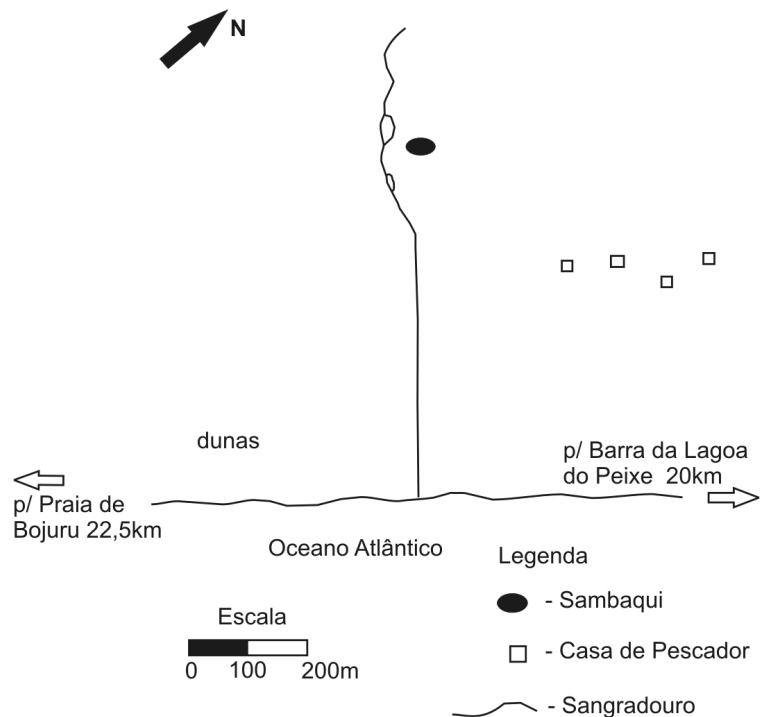 N
dunas
p/ Barra da Lagoa
do Peixe 20km
p/ Praia de
Bojuru 22,5km
Oceano Atlântico
Legenda
- Sambaqui
- Casa de Pescador
- Sangradouro
Escala
0 100 200m